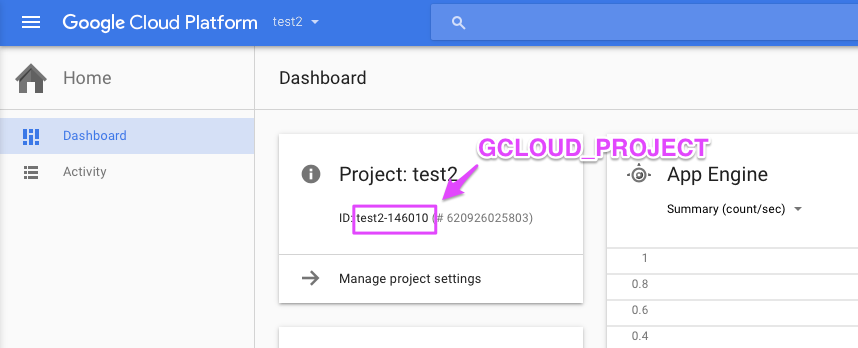 Google Cloud Platform test2
Home
Dashboard
Dashboard
Activity
GCLOUD_PROJECT
Project: test2
ID: test2-146010 (# 620926025803)
Manage project settings
App Engine
Summary (count/sec)
1
0.8
0.6
0.4